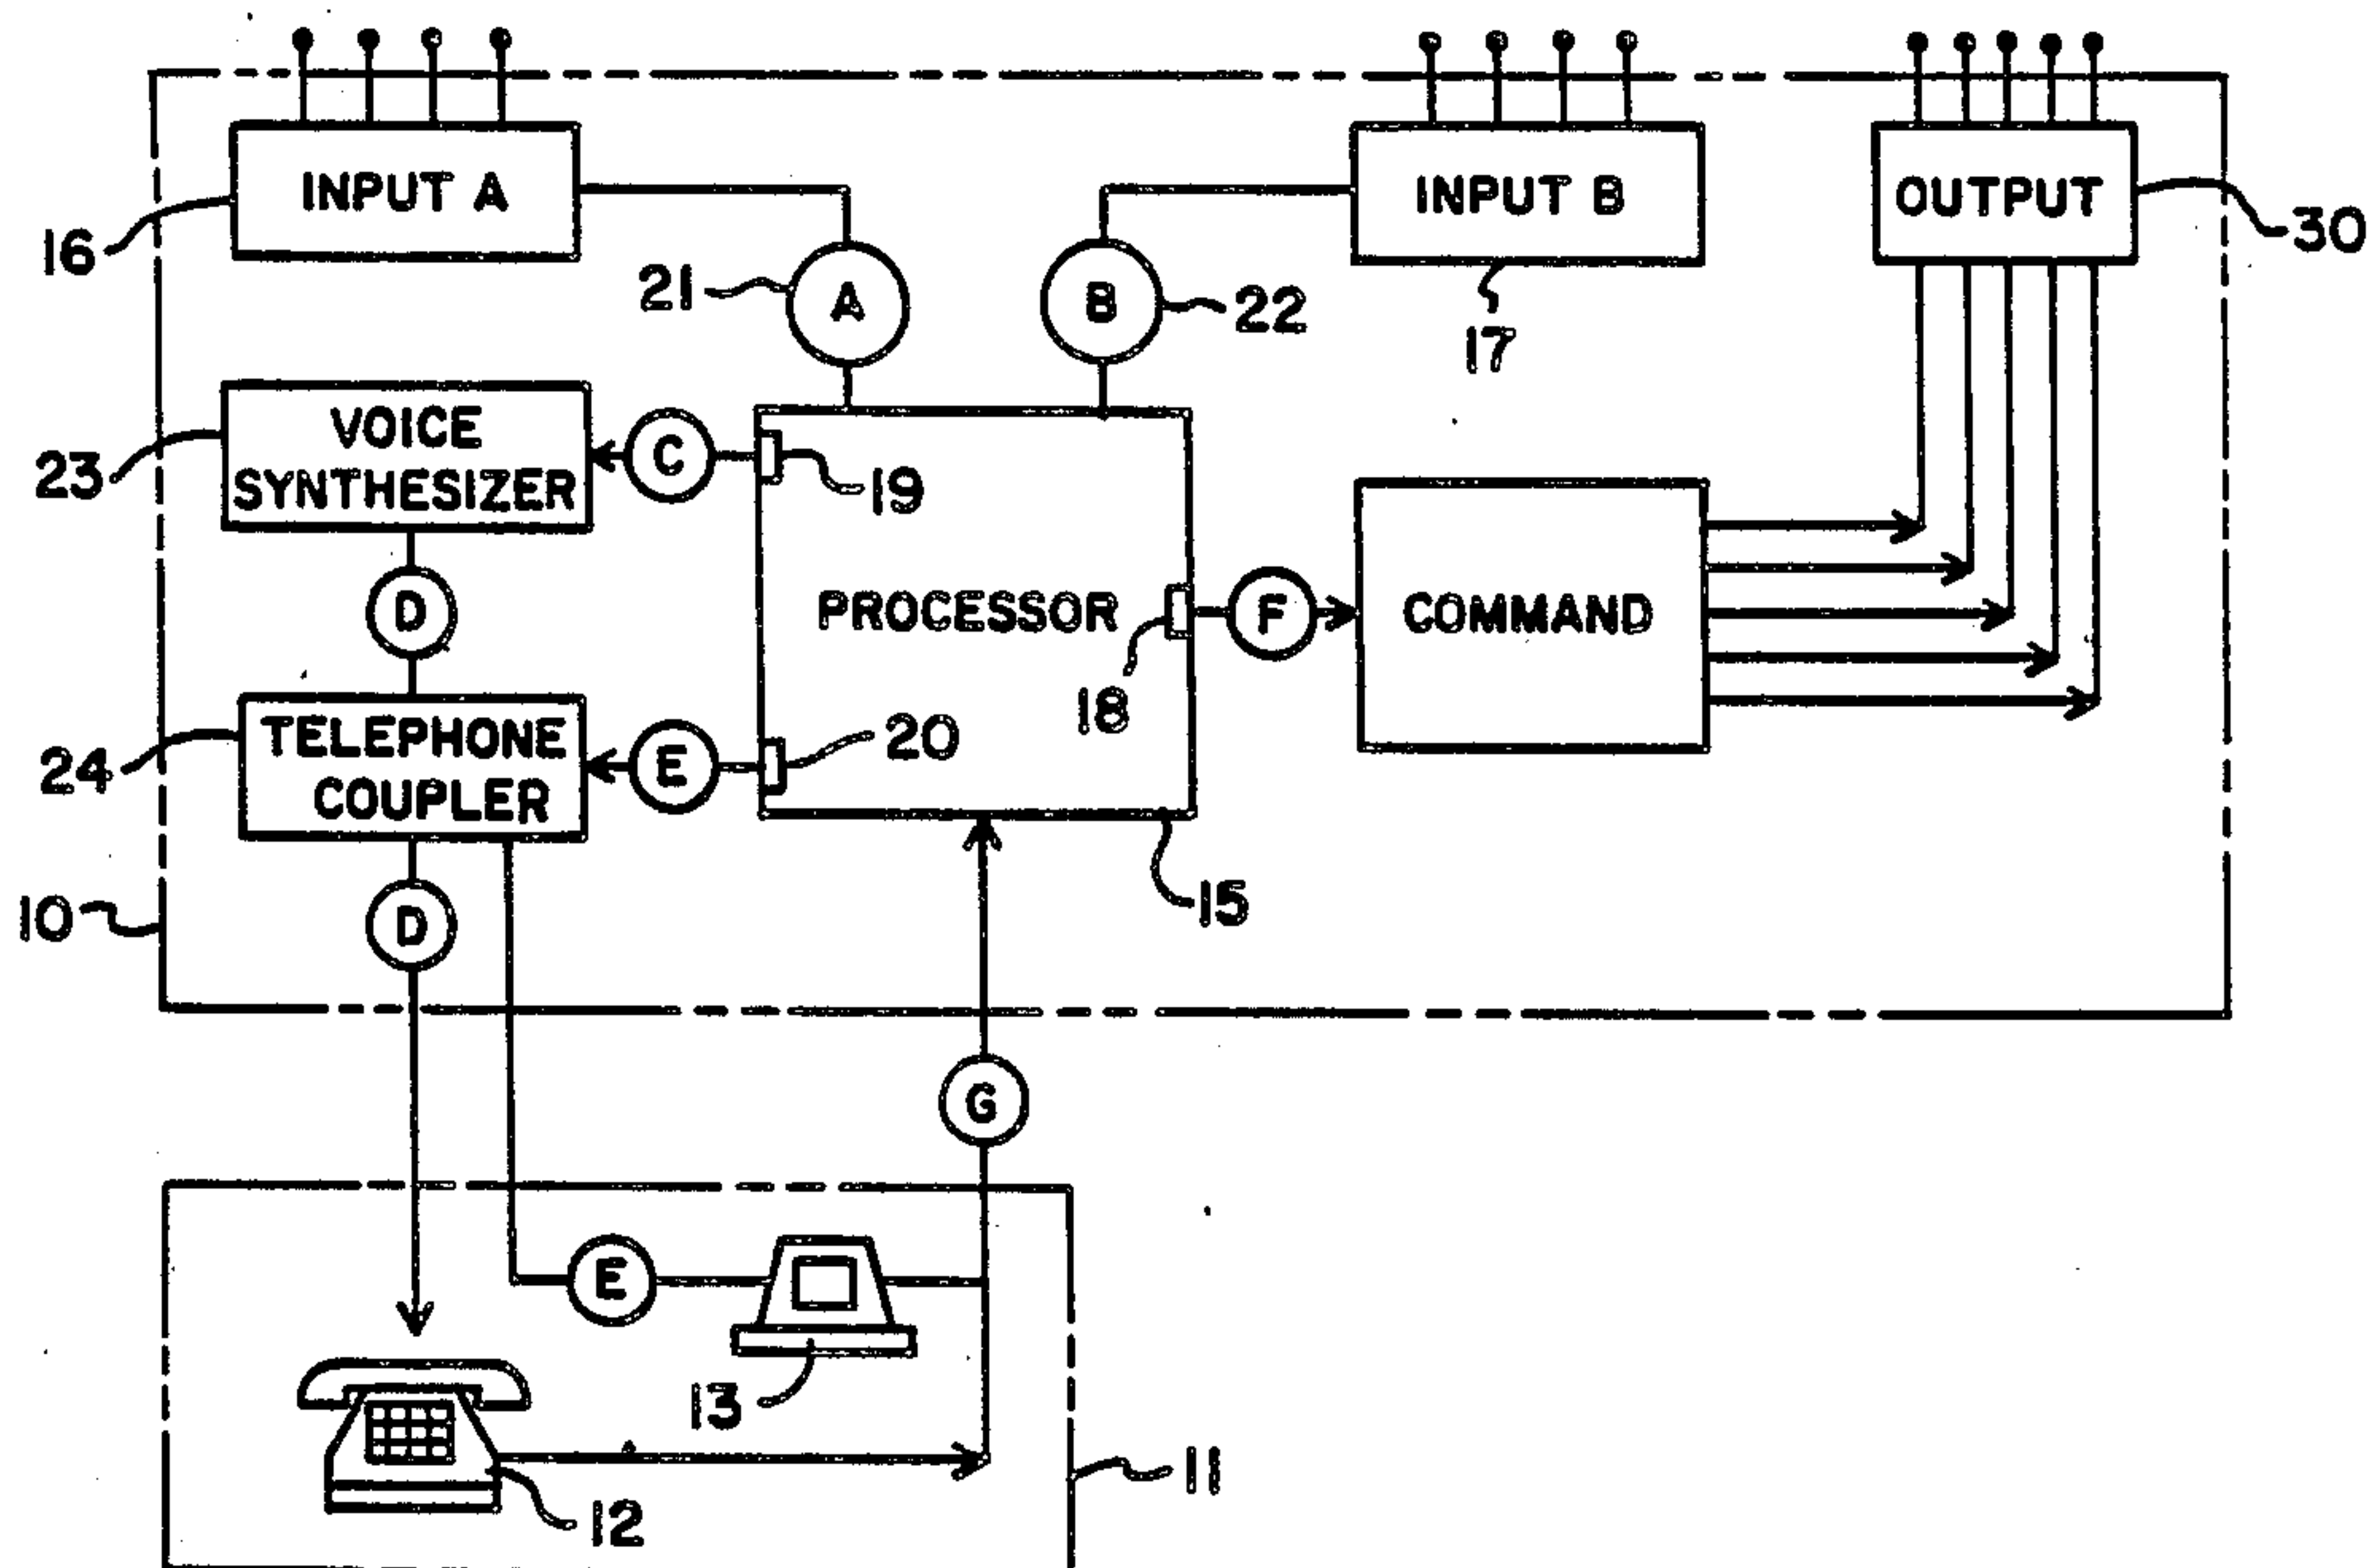 INPUT A
INPUT B
OUTPUT
16
30
21
A
B
22
17
VOICE
SYNTHESIZER
23
C
19
D
PROCESSOR
F
COMMAND
18
TELEPHONE
COUPLER
24
E
20
10
D
15
G
E
13
11
12